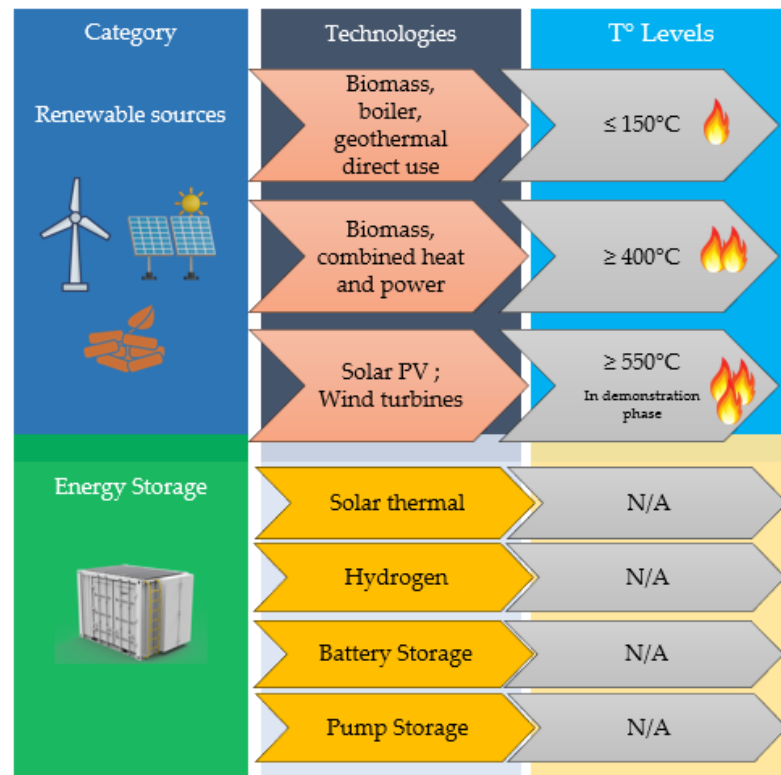 Category
Technologies
T° Levels
Renewable sources
Biomass,
boiler,
geothermal
direct use
≤ 150°C
Biomass,
combined heat
and power
≥ 400°C
Solar PV ;
Wind turbines
≥ 550°C
In demonstration
phase
Energy Storage
Solar thermal
N/A
Hydrogen
N/A
Battery Storage
N/A
Pump Storage
N/A